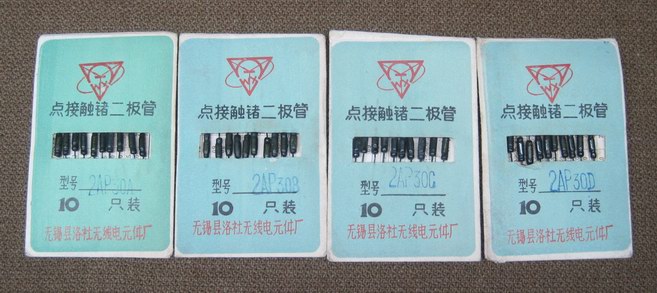 点接触锗二极管
型号 2AP30A
10 只装
无锡县洛社无线电元件厂
点接触锗二极管
型号 2AP30B
10 只装
无锡县洛社无线电元件厂
点接触锗二极管
型号 2AP30C
10 只装
无锡县洛社无线电元件厂
点接触锗二极管
型号 2AP30D
10 只装
无锡县洛社无线电元件厂